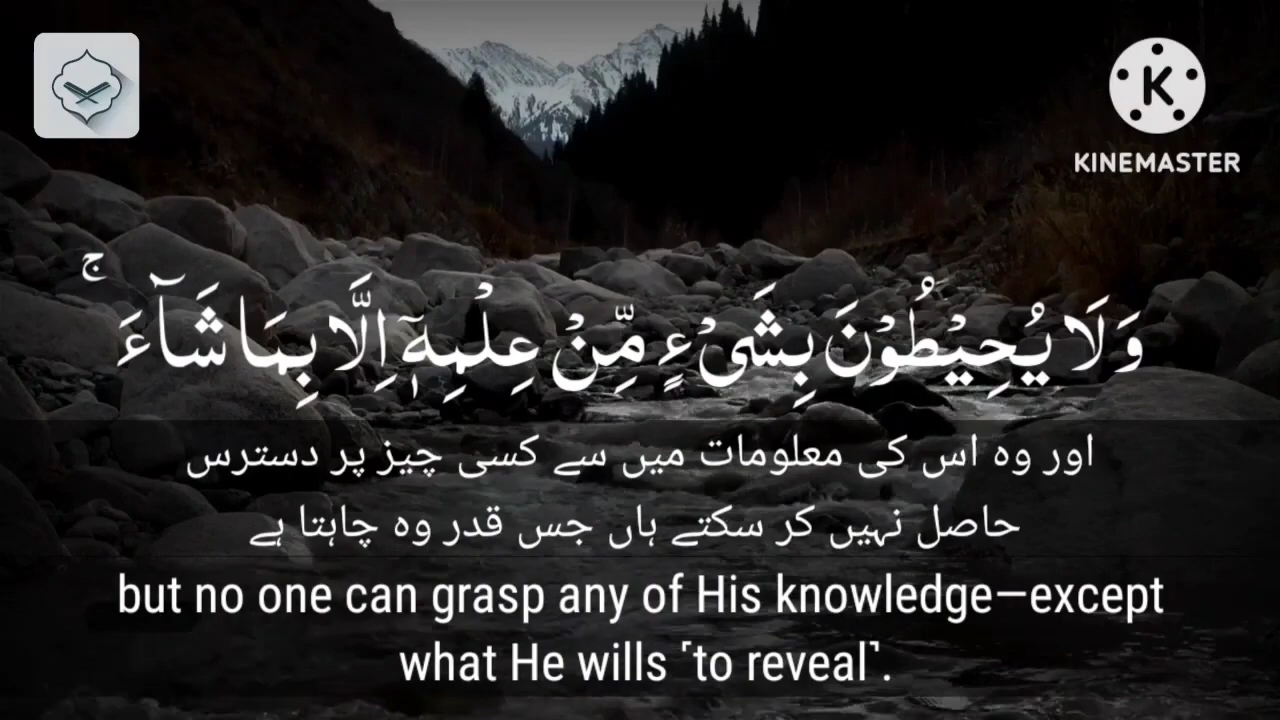 KINEMASTER
وَلَا يُحِيْطُوْنَ بِشَىْءٍ مِّنْ عِلْمِهٖٓ اِلَّا بِمَا شَآءَ ۚ
اور وہ اس کی معلومات میں سے کسی چیز پر دسترس
حاصل نہیں کر سکتے ہاں جس قدر وہ چاہتا ہے
but no one can grasp any of His knowledge—except
what He wills ˹to reveal˺.